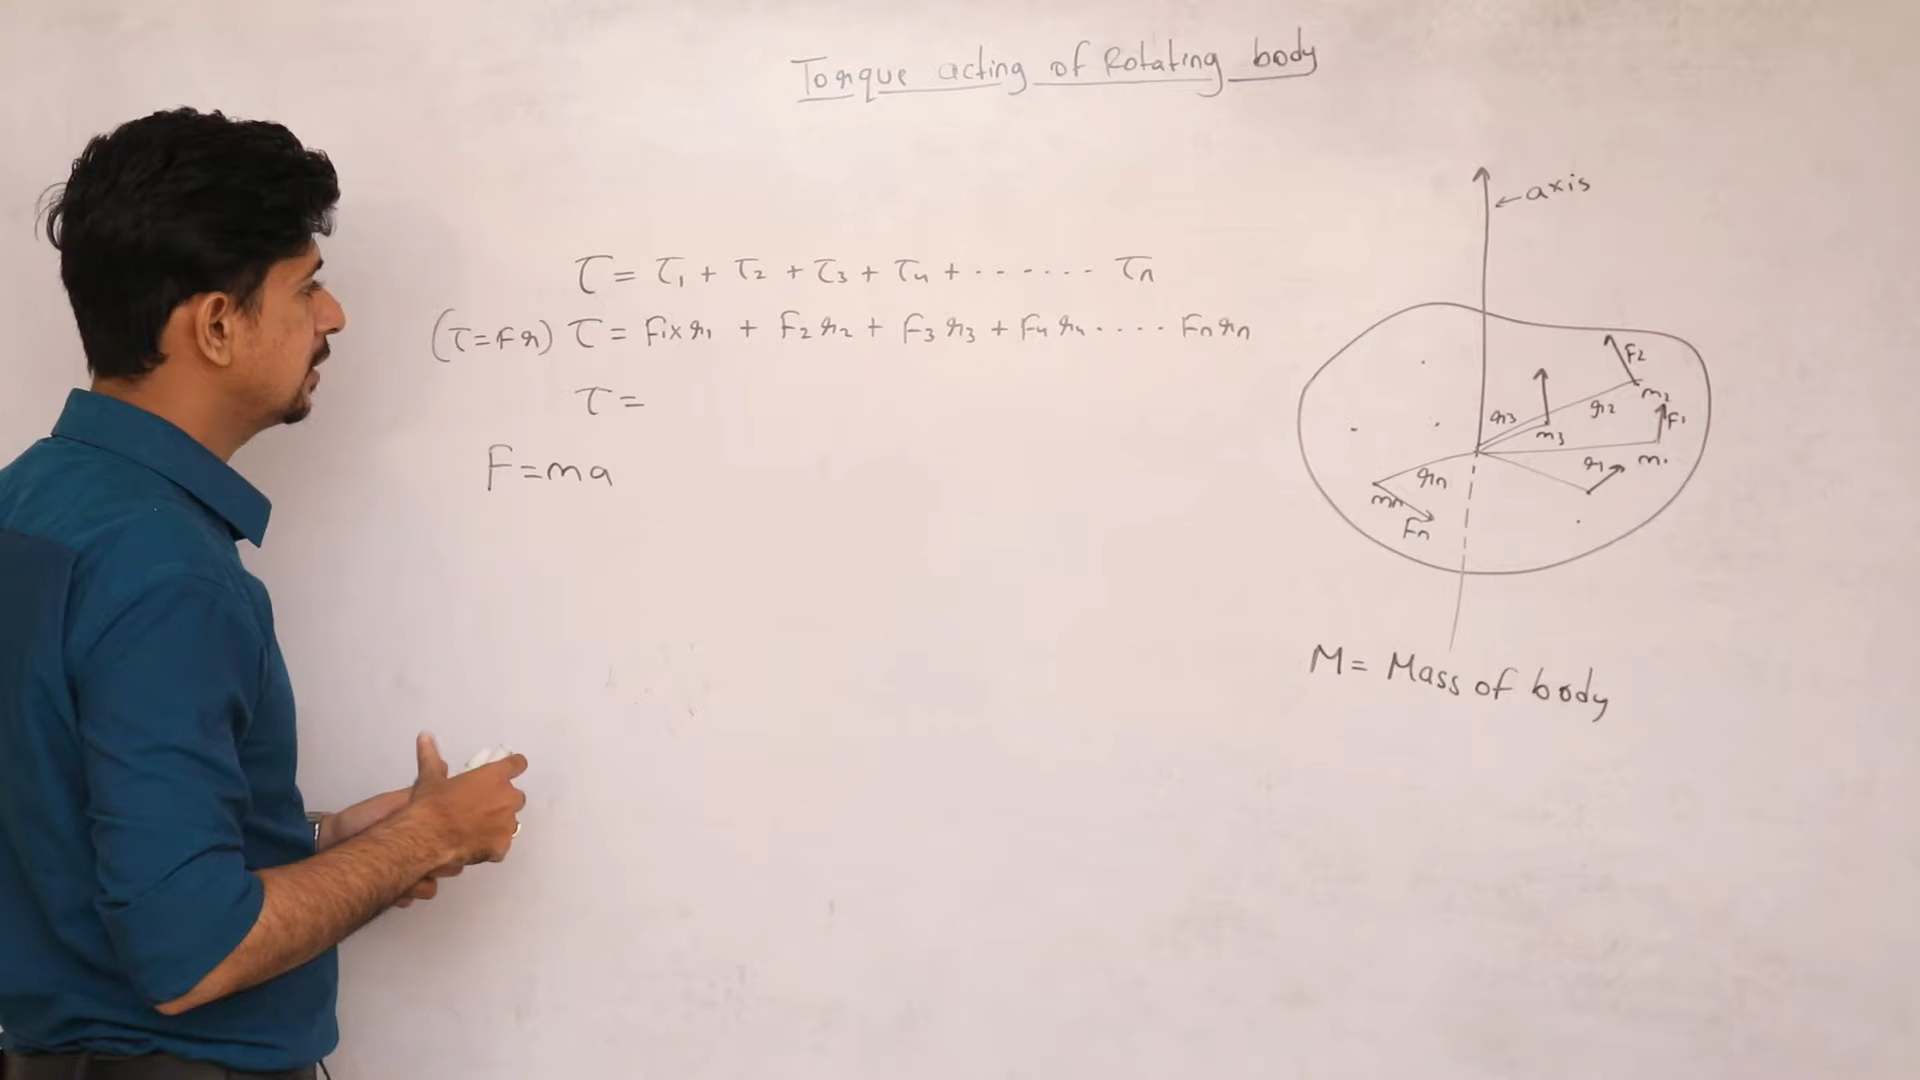 Torque acting of Rotating body
← axis
τ = τ₁ + τ₂ + τ₃ + τ₄ + ....... τₙ
(τ=Fr) τ = F₁×r₁ + F₂r₂ + F₃r₃ + F₄r₄ .... Fₙrₙ
τ =
F = ma
F₂
m₂
r₂
r₃
m₃
F₁
r₁
m₁
rₙ
mₙ
Fₙ
M = Mass of body